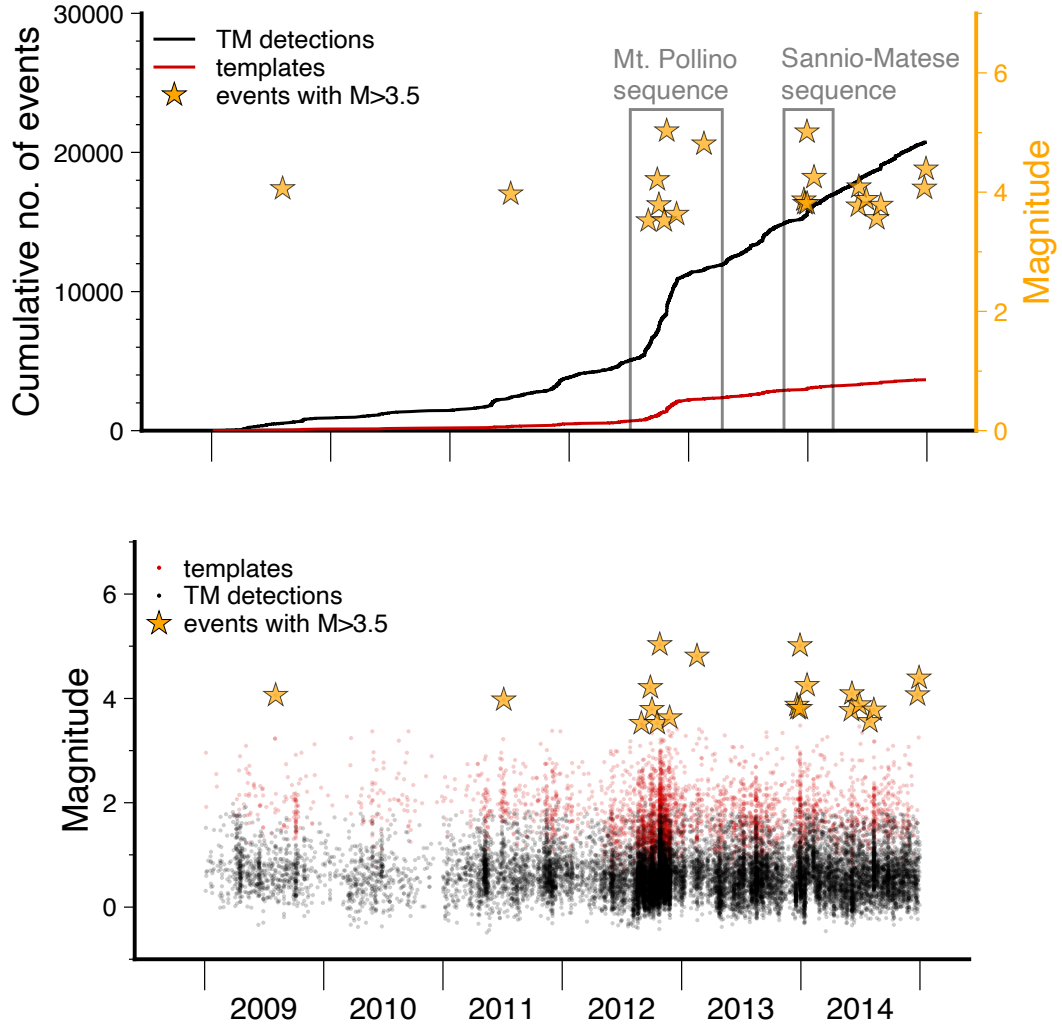 30000
20000
10000
0
Cumulative no. of events
TM detections
templates
events with M>3.5
Mt. Pollino
sequence
Sannio-Matese
sequence
6
4
2
0
Magnitude
6
4
2
0
Magnitude
templates
TM detections
events with M>3.5
2009 2010 2011 2012 2013 2014